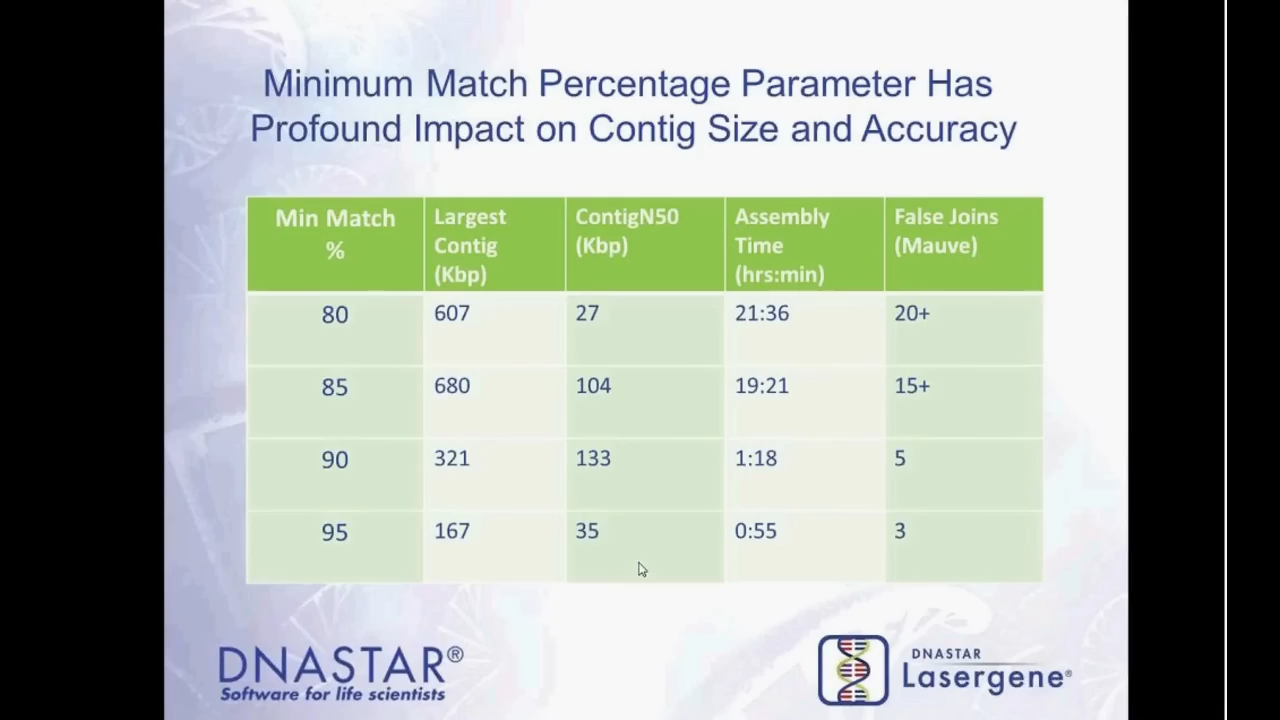 Minimum Match Percentage Parameter Has
Profound Impact on Contig Size and Accuracy
Min Match
%
Largest
Contig
(Kbp)
ContigN50
(Kbp)
Assembly
Time
(hrs:min)
False Joins
(Mauve)
80 607 27 21:36 20+
85 680 104 19:21 15+
90 321 133 1:18 5
95 167 35 0:55 3
DNASTAR®
Software for life scientists
DNASTAR
Lasergene®